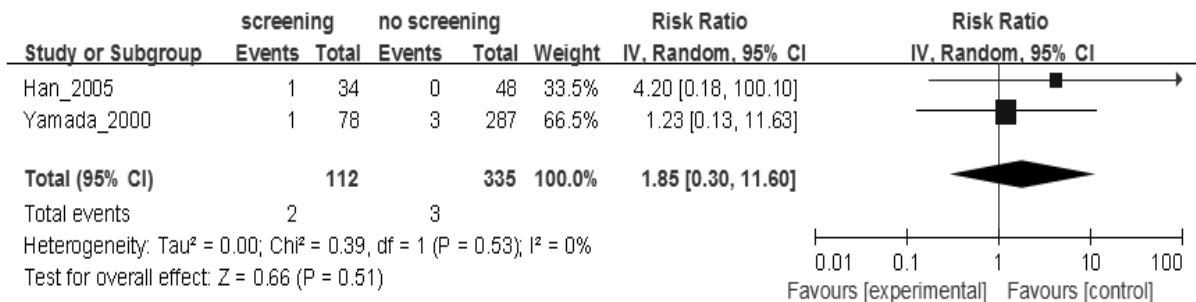 screening no screening Risk Ratio Risk Ratio
Study or Subgroup Events Total Events Total Weight IV, Random, 95% CI IV, Random, 95% CI
Han_2005 1 34 0 48 33.5% 4.20 [0.18, 100.10]
Yamada_2000 1 78 3 287 66.5% 1.23 [0.13, 11.63]
Total (95% CI) 112 335 100.0% 1.85 [0.30, 11.60]
Total events 2 3
Heterogeneity: Tau² = 0.00; Chi² = 0.39, df = 1 (P = 0.53); I² = 0%
Test for overall effect: Z = 0.66 (P = 0.51)
0.01 0.1 1 10 100
Favours [experimental] Favours [control]